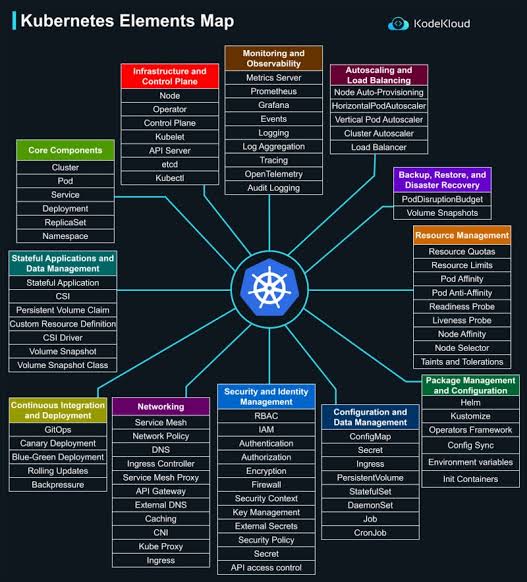 Kubernetes Elements Map
KodeKloud
Infrastructure and
Control Plane
Node
Operator
Control Plane
Kubelet
API Server
etcd
Kubectl
Monitoring and
Observability
Metrics Server
Prometheus
Grafana
Events
Logging
Log Aggregation
Tracing
OpenTelemetry
Audit Logging
Autoscaling and
Load Balancing
Node Auto-Provisioning
HorizontalPodAutoscaler
Vertical Pod Autoscaler
Cluster Autoscaler
Load Balancer
Core Components
Cluster
Pod
Service
Deployment
ReplicaSet
Namespace
Backup, Restore, and
Disaster Recovery
PodDisruptionBudget
Volume Snapshots
Stateful Applications and
Data Management
Stateful Application
CSI
Persistent Volume Claim
Custom Resource Definition
CSI Driver
Volume Snapshot
Volume Snapshot Class
Resource Management
Resource Quotas
Resource Limits
Pod Affinity
Pod Anti-Affinity
Readiness Probe
Liveness Probe
Node Affinity
Node Selector
Taints and Tolerations
Continuous Integration
and Deployment
GitOps
Canary Deployment
Blue-Green Deployment
Rolling Updates
Backpressure
Networking
Service Mesh
Network Policy
DNS
Ingress Controller
Service Mesh Proxy
API Gateway
External DNS
Caching
CNI
Kube Proxy
Ingress
Security and Identity
Management
RBAC
IAM
Authentication
Authorization
Encryption
Firewall
Security Context
Key Management
External Secrets
Security Policy
Secret
API access control
Configuration and
Data Management
ConfigMap
Secret
Ingress
PersistentVolume
StatefulSet
DaemonSet
Job
CronJob
Package Management
and Configuration
Helm
Kustomize
Operators Framework
Config Sync
Environment variables
Init Containers